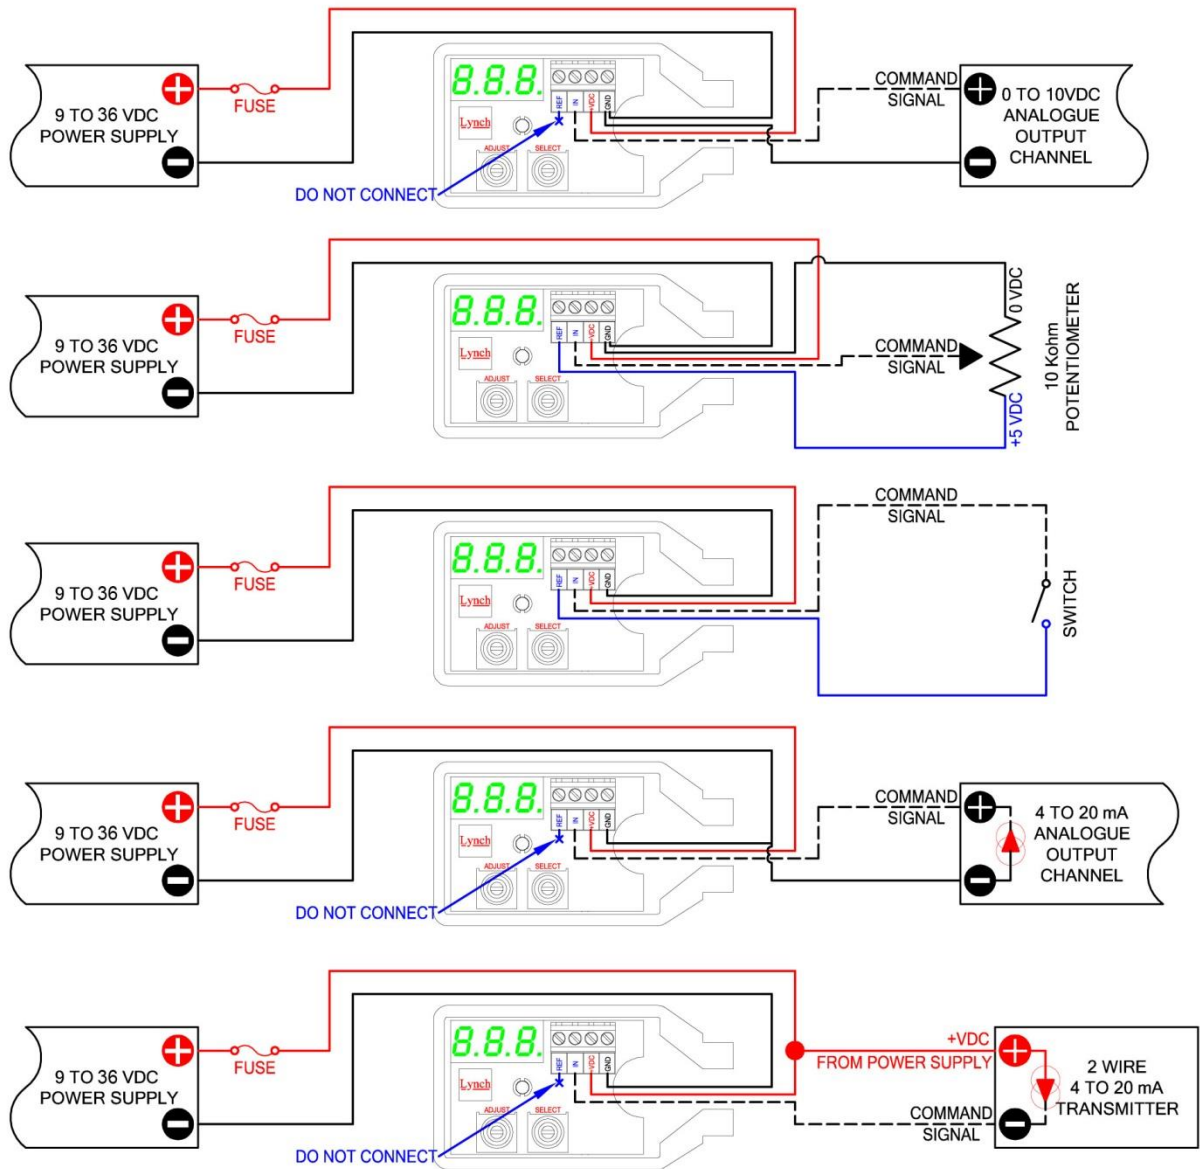 9 TO 36 VDC
POWER SUPPLY
FUSE
8.8.8.
Lynch
REF
IN
+VDC
GND
ADJUST
SELECT
DO NOT CONNECT
COMMAND
SIGNAL
0 TO 10VDC
ANALOGUE
OUTPUT
CHANNEL
9 TO 36 VDC
POWER SUPPLY
FUSE
8.8.8.
Lynch
REF
IN
+VDC
GND
ADJUST
SELECT
COMMAND
SIGNAL
0 VDC
+5 VDC
10 Kohm
POTENTIOMETER
9 TO 36 VDC
POWER SUPPLY
FUSE
8.8.8.
Lynch
REF
IN
+VDC
GND
ADJUST
SELECT
COMMAND
SIGNAL
SWITCH
9 TO 36 VDC
POWER SUPPLY
FUSE
8.8.8.
Lynch
REF
IN
+VDC
GND
ADJUST
SELECT
DO NOT CONNECT
COMMAND
SIGNAL
4 TO 20 mA
ANALOGUE
OUTPUT
CHANNEL
9 TO 36 VDC
POWER SUPPLY
FUSE
8.8.8.
Lynch
REF
IN
+VDC
GND
ADJUST
SELECT
DO NOT CONNECT
+VDC
FROM POWER SUPPLY
COMMAND
SIGNAL
2 WIRE
4 TO 20 mA
TRANSMITTER